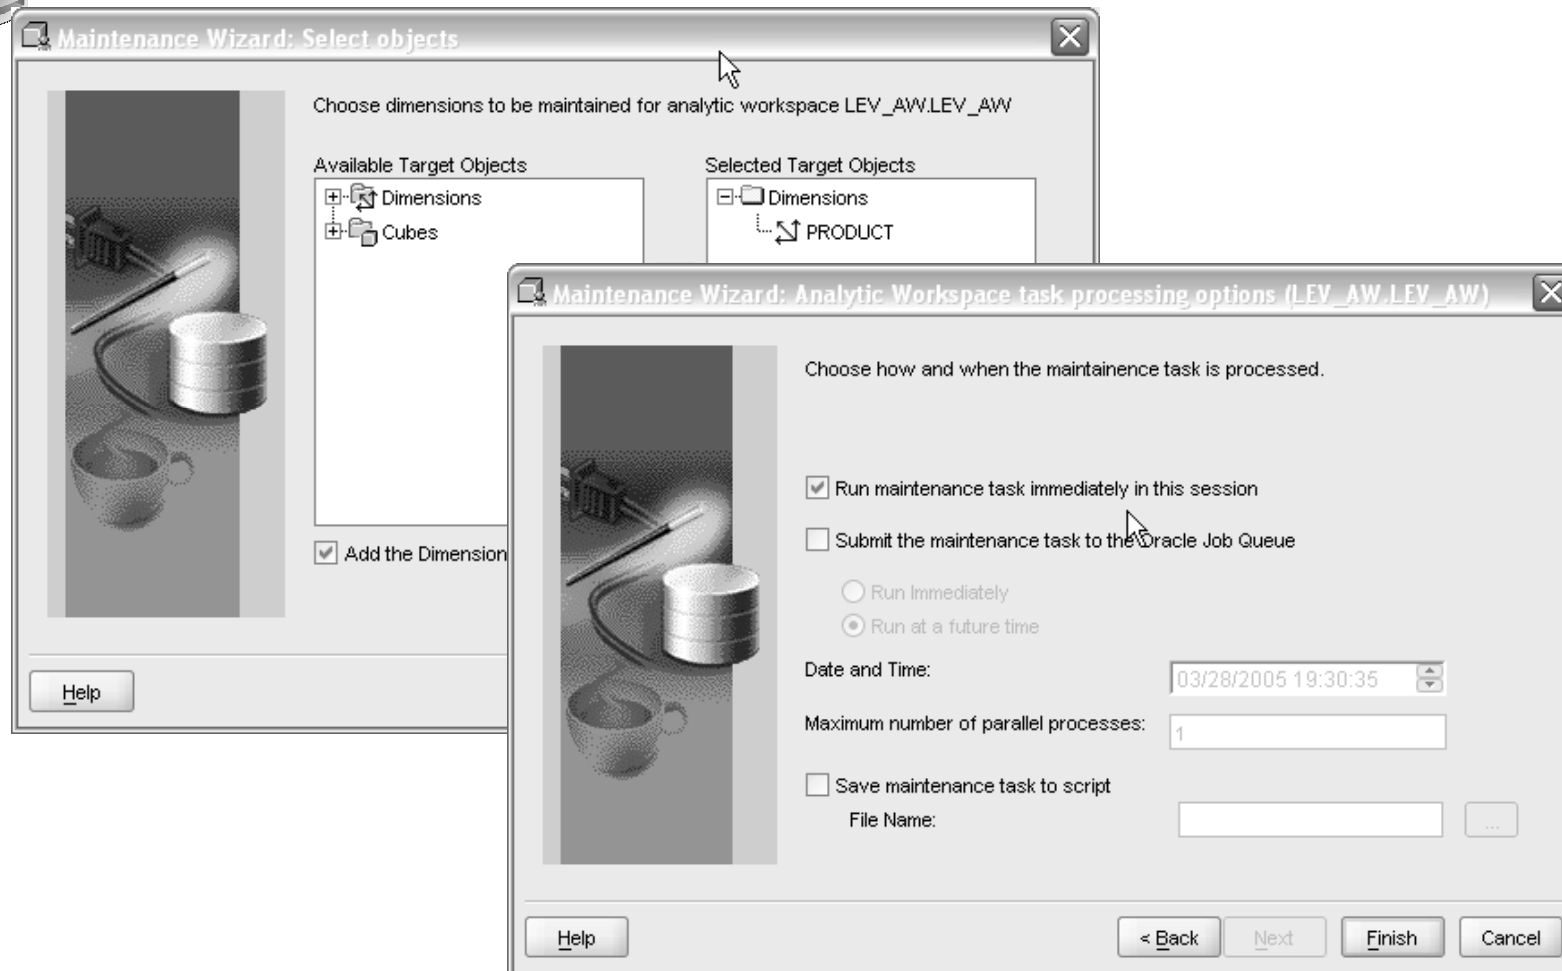 Maintenance Wizard: Select objects
Choose dimensions to be maintained for analytic workspace LEV_AW.LEV_AW
Available Target Objects
Selected Target Objects
Dimensions
Cubes
Dimensions
PRODUCT
Add the Dimension
Help
Maintenance Wizard: Analytic Workspace task processing options (LEV_AW.LEV_AW)
Choose how and when the maintainence task is processed.
Run maintenance task immediately in this session
Submit the maintenance task to the Oracle Job Queue
Run Immediately
Run at a future time
Date and Time: 03/28/2005 19:30:35
Maximum number of parallel processes: 1
Save maintenance task to script
File Name: ...
Help < Back Next Finish Cancel